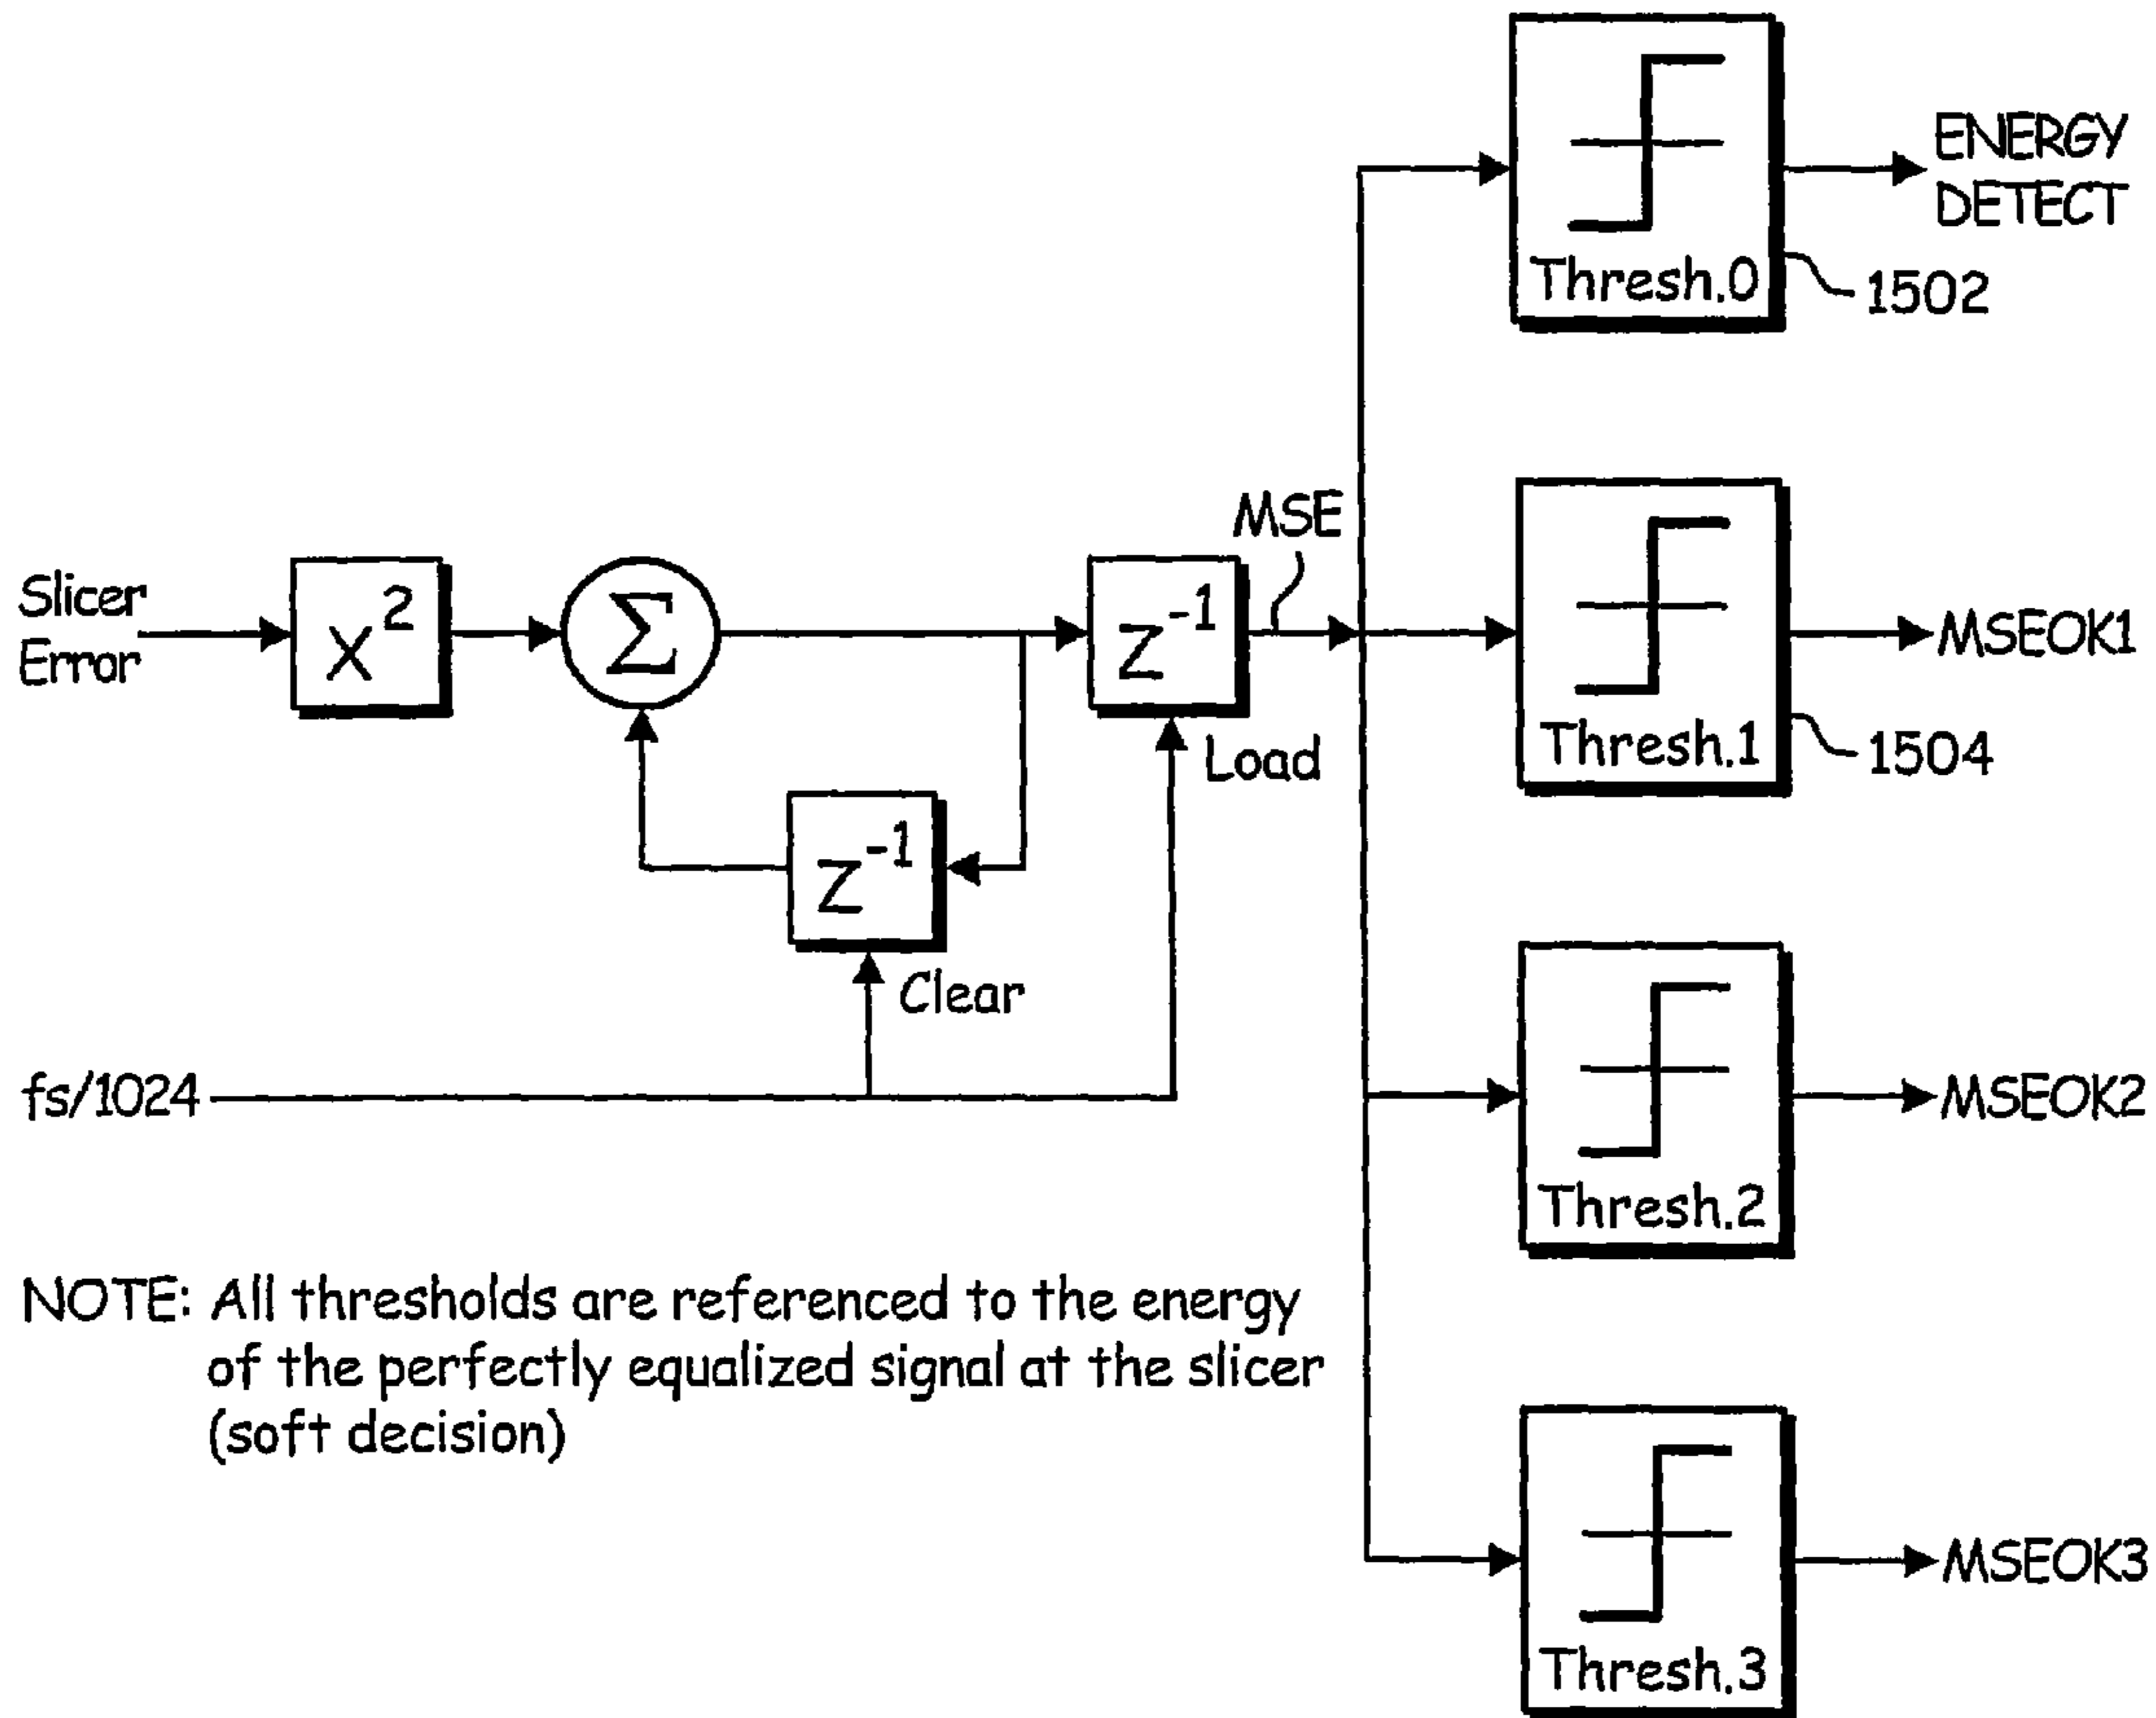 ENERGY
DETECT
Thresh.0
1502
MSE
Slicer
Error
x²
Σ
z⁻¹
Load
Thresh.1
MSEOK1
1504
z⁻¹
Clear
fs/1024
Thresh.2
MSEOK2
NOTE: All thresholds are referenced to the energy
of the perfectly equalized signal at the slicer
(soft decision)
Thresh.3
MSEOK3